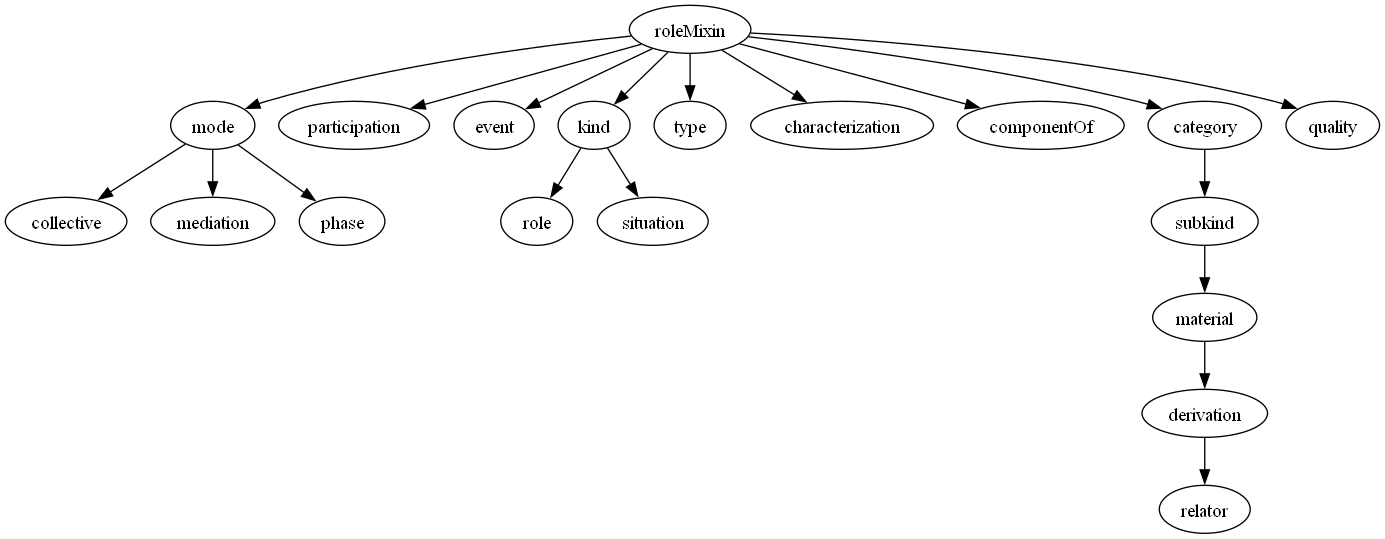 roleMixin
mode
participation
event
kind
type
characterization
componentOf
category
quality
collective
mediation
phase
role
situation
subkind
material
derivation
relator